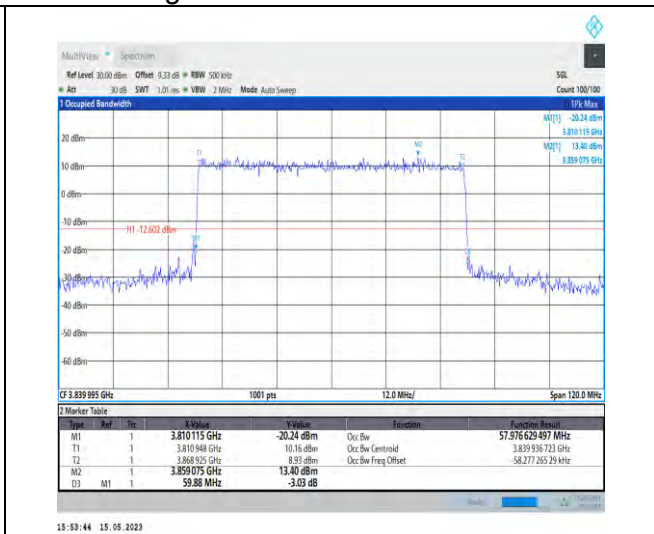 MultiView Spectrum
Ref Level 30.00 dBm Offset 9.33 dB RBW 500 kHz SGL
Att 30 dB SWT 1.01 ms VBW 2 MHz Mode Auto Sweep Count 100/100
1 Occupied Bandwidth 1Pk Max
M1[1] -20.24 dBm
3.810 115 GHz
M2[1] 13.40 dBm
3.859 075 GHz
20 dBm
M2
T1
T2
10 dBm
0 dBm
-10 dBm
H1 -12.602 dBm
M1
-20 dBm
-30 dBm
-40 dBm
-50 dBm
-60 dBm
CF 3.839 995 GHz 1001 pts 12.0 MHz/ Span 120.0 MHz
2 Marker Table
Type Ref Trc X-Value Y-Value Function Function Result
M1 1 3.810115 GHz -20.24 dBm Occ Bw 57.976 629 497 MHz
T1 1 3.810 948 GHz 10.16 dBm Occ Bw Centroid 3.839 936 723 GHz
T2 1 3.868 925 GHz 8.93 dBm Occ Bw Freq Offset -58.277 265 29 kHz
M2 1 3.859075 GHz 13.40 dBm
D3 M1 1 59.88 MHz -3.03 dB
15:53:44 15.05.2023